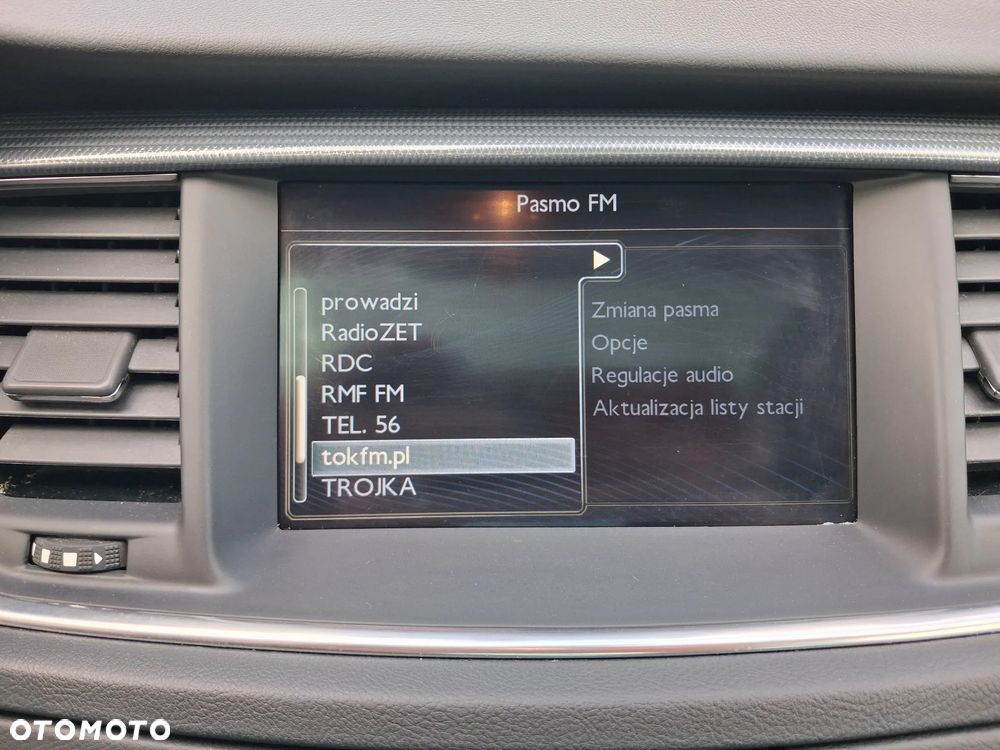 Pasmo FM
prowadzi
RadioZET
RDC
RMF FM
TEL. 56
tokfm.pl
TROJKA
Zmiana pasma
Opcje
Regulacje audio
Aktualizacja listy stacji
OTOMOTO